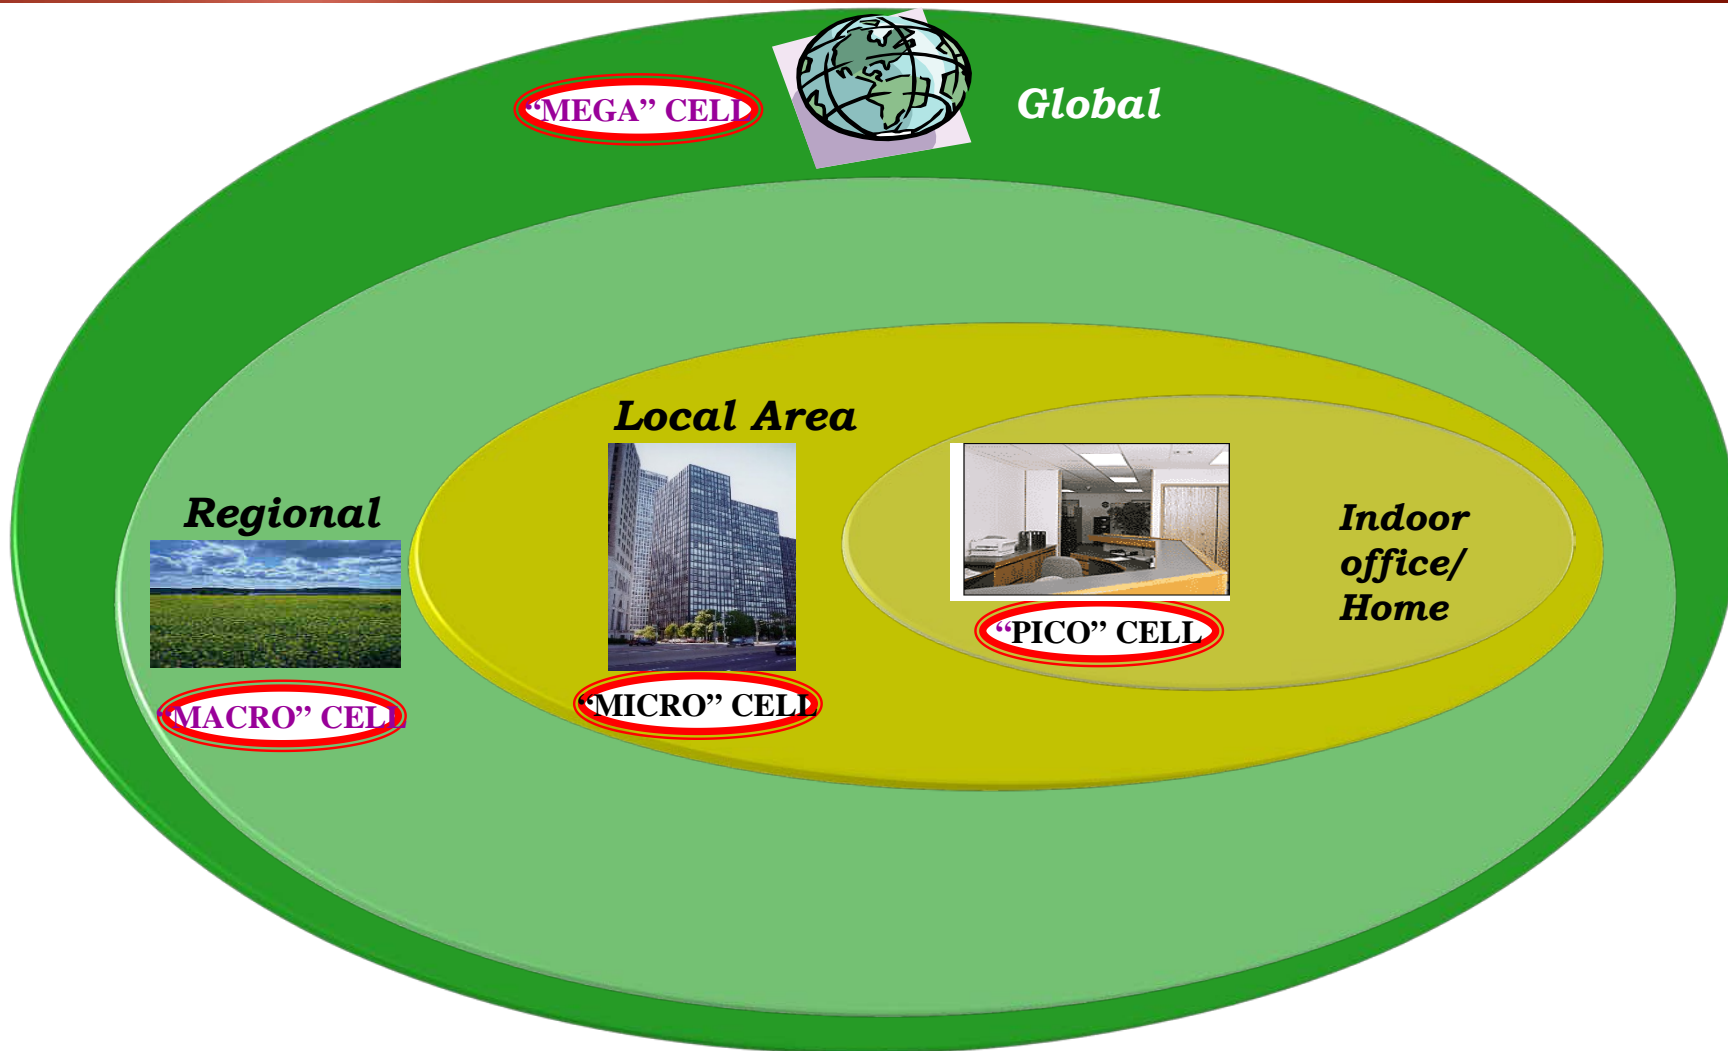 “MEGA” CELL
Global
Local Area
Regional
Indoor
office/
Home
“PICO” CELL
“MICRO” CELL
“MACRO” CELL